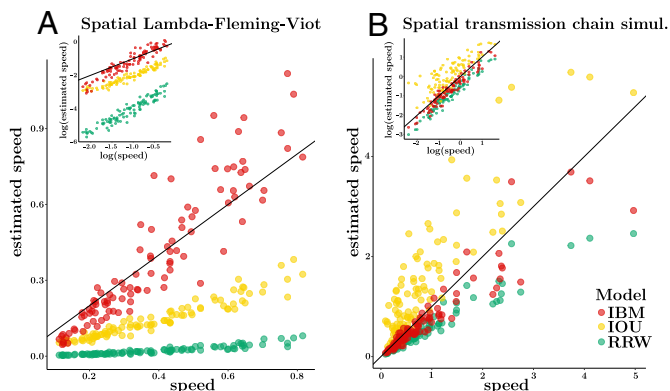 A
Spatial Lambda-Fleming-Viot
0
-2
-4
-6
-2.0
-1.5
-1.0
-0.5
log(estimated speed)
log(speed)
0.9
0.6
0.3
0.0
estimated speed
0.2
0.4
0.6
0.8
speed
B
Spatial transmission chain simul.
1
0
-1
-2
-3
-2
-1
0
1
log(estimated speed)
log(speed)
4
2
0
estimated speed
0
1
2
3
4
5
speed
Model
IBM
IOU
RRW